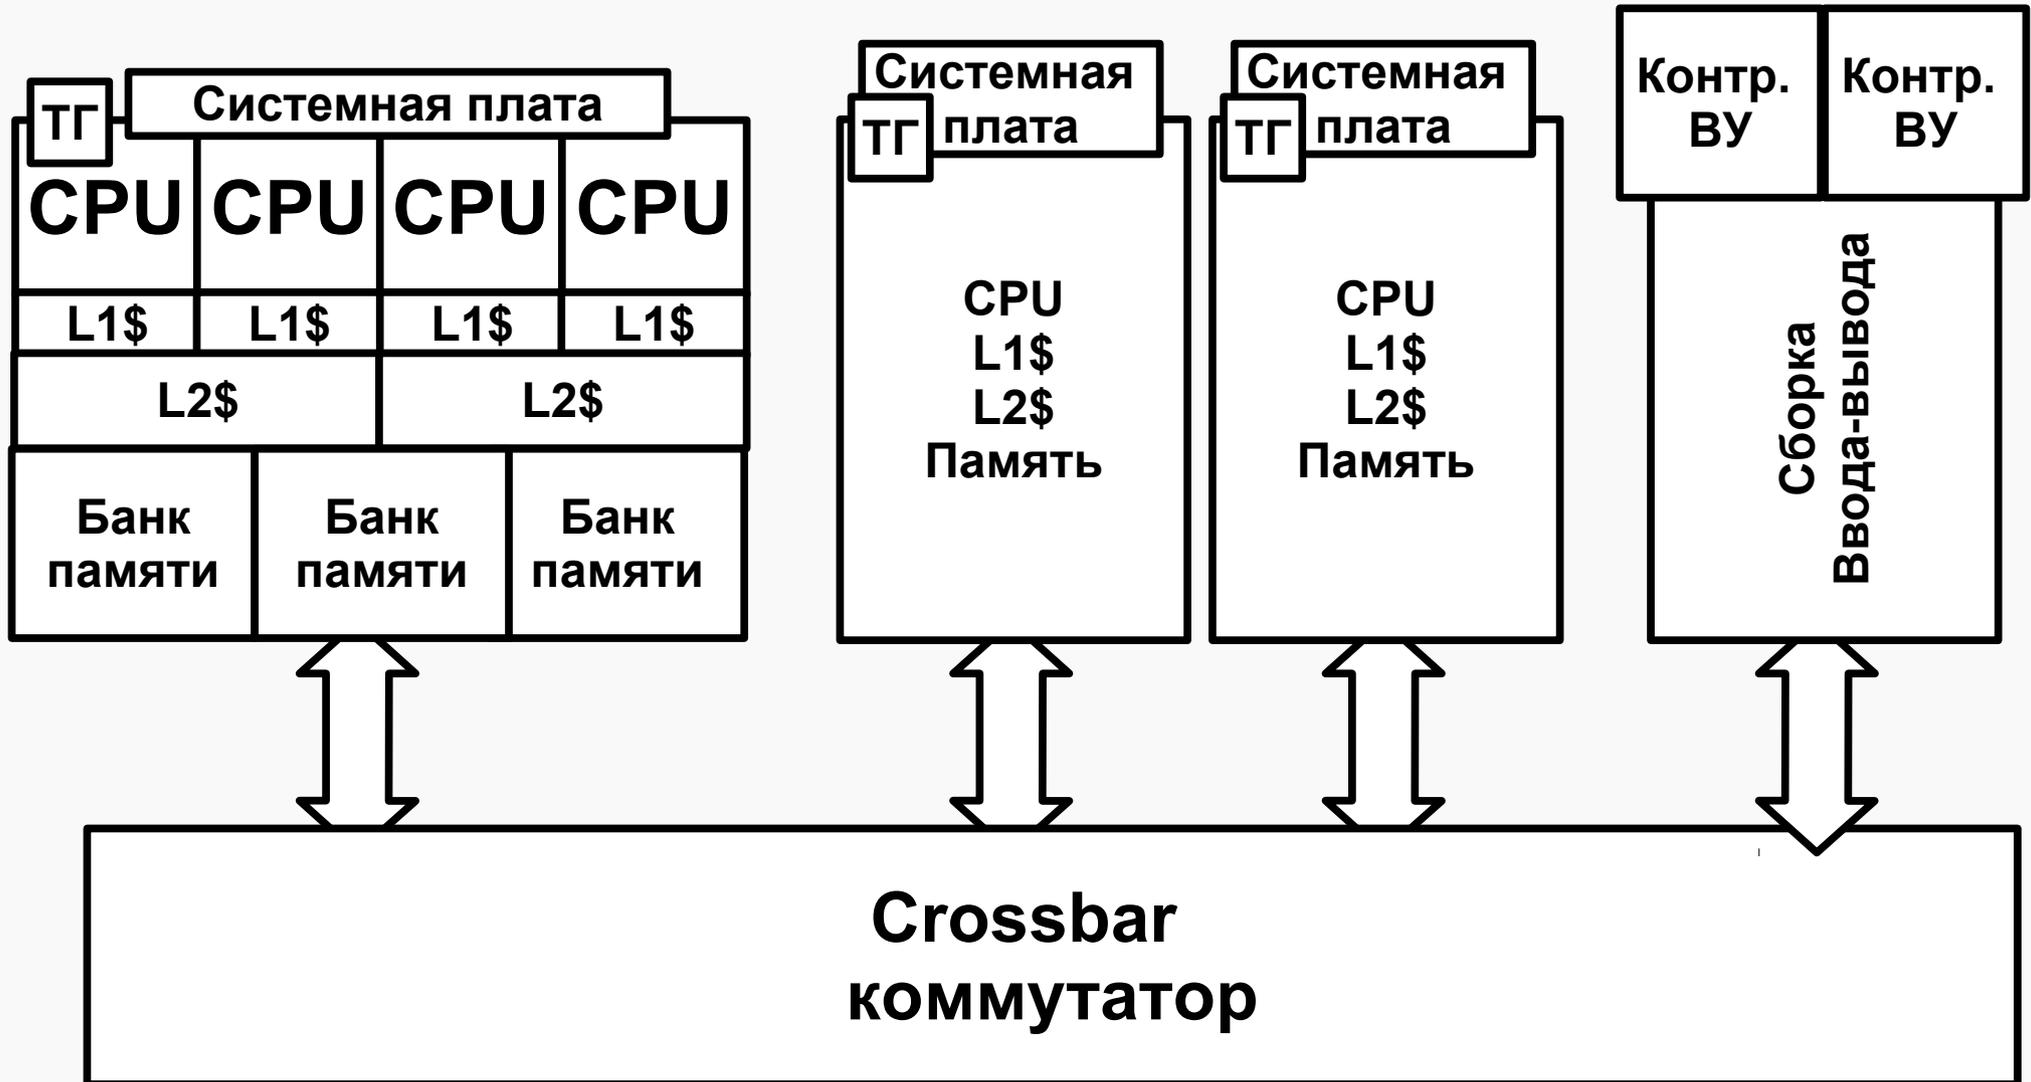 ТГ
Системная плата
CPU CPU CPU CPU
L1$ L1$ L1$ L1$
L2$ L2$
Банк
памяти
Банк
памяти
Банк
памяти
Системная
плата
ТГ
CPU
L1$
L2$
Память
Системная
плата
ТГ
CPU
L1$
L2$
Память
Контр.
ВУ
Контр.
ВУ
Сборка
Ввода-вывода
Crossbar
коммутатор